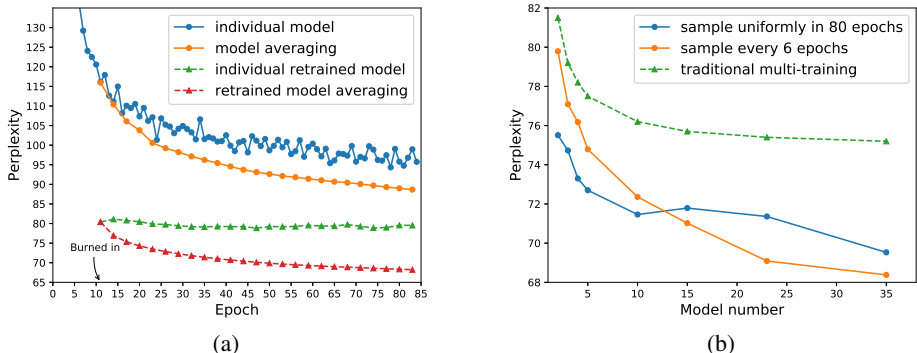 individual model
model averaging
individual retrained model
retrained model averaging
Perplexity
130
125
120
115
110
105
100
95
90
85
80
75
70
65
Burned in
0 5 10 15 20 25 30 35 40 45 50 55 60 65 70 75 80 85
Epoch
(a)
sample uniformly in 80 epochs
sample every 6 epochs
traditional multi-training
Perplexity
82
80
78
76
74
72
70
68
5 10 15 20 25 30 35
Model number
(b)